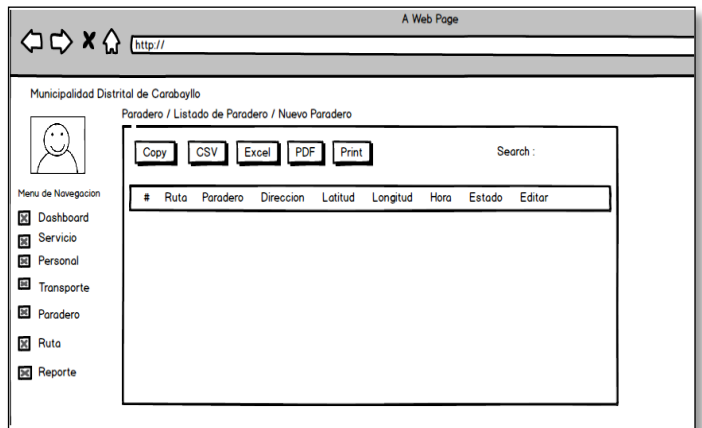 A Web Page
http://
Municipalidad Distrital de Carabayllo
Paradero / Listado de Paradero / Nuevo Paradero
Copy CSV Excel PDF Print Search :
Menu de Navegacion
# Ruta Paradero Direccion Latitud Longitud Hora Estado Editar
Dashboard
Servicio
Personal
Transporte
Paradero
Ruta
Reporte